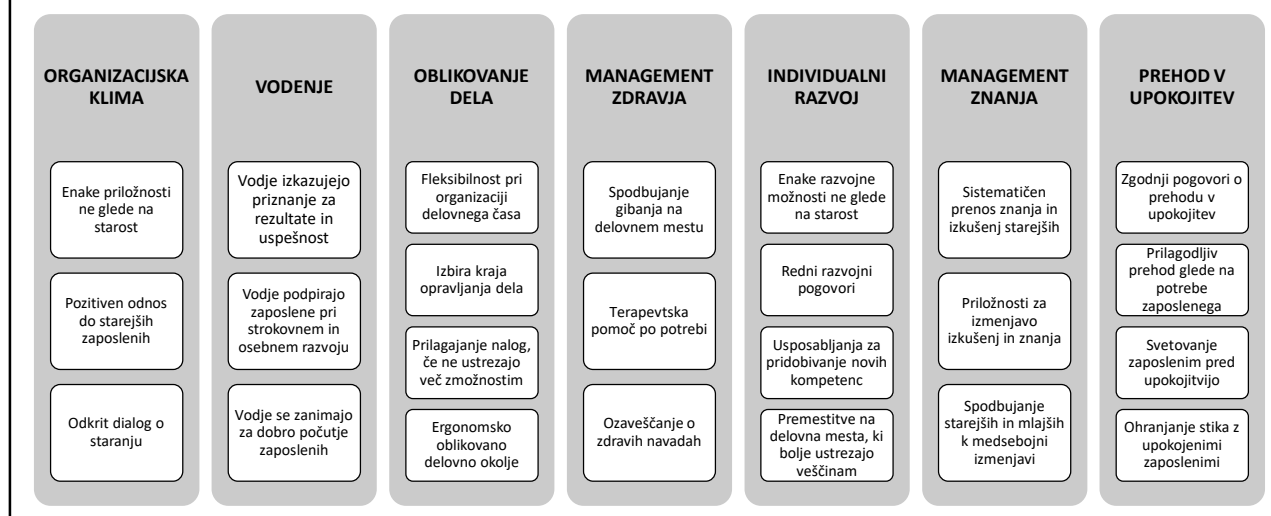 ORGANIZACIJSKA
KLIMA
Enake priložnosti
ne glede na
starost
Pozitiven odnos
do starejših
zaposlenih
Odkrit dialog o
staranju
VODENJE
Vodje izkazujejo
priznanje za
rezultate in
uspešnost
Vodje podpirajo
zaposlene pri
strokovnem in
osebnem razvoju
Vodje se zanimajo
za dobro počutje
zaposlenih
OBLIKOVANJE
DELA
Fleksibilnost pri
organizaciji
delovnega časa
Izbira kraja
opravljanja dela
Prilagajanje nalog,
če ne ustrezajo
več zmožnostim
Ergonomsko
oblikovano
delovno okolje
MANAGEMENT
ZDRAVJA
Spodbujanje
gibanja na
delovnem mestu
Terapevtska
pomoč po potrebi
Ozaveščanje o
zdravih navadah
INDIVIDUALNI
RAZVOJ
Enake razvojne
možnosti ne glede
na starost
Redni razvojni
pogovori
Usposabljanja za
pridobivanje novih
kompetenc
Premestitve na
delovna mesta, ki
bolje ustrezajo
veščinam
MANAGEMENT
ZNANJA
Sistematičen
prenos znanja in
izkušenj starejših
Priložnosti za
izmenjavo
izkušenj in znanja
Spodbujanje
starejših in mlajših
k medsebojni
izmenjavi
PREHOD V
UPOKOJITEV
Zgodnji pogovori o
prehodu v
upokojitev
Prilagodljiv
prehod glede na
potrebe
zaposlenega
Svetovanje
zaposlenim pred
upokojitvijo
Ohranjanje stika z
upokojenimi
zaposlenimi